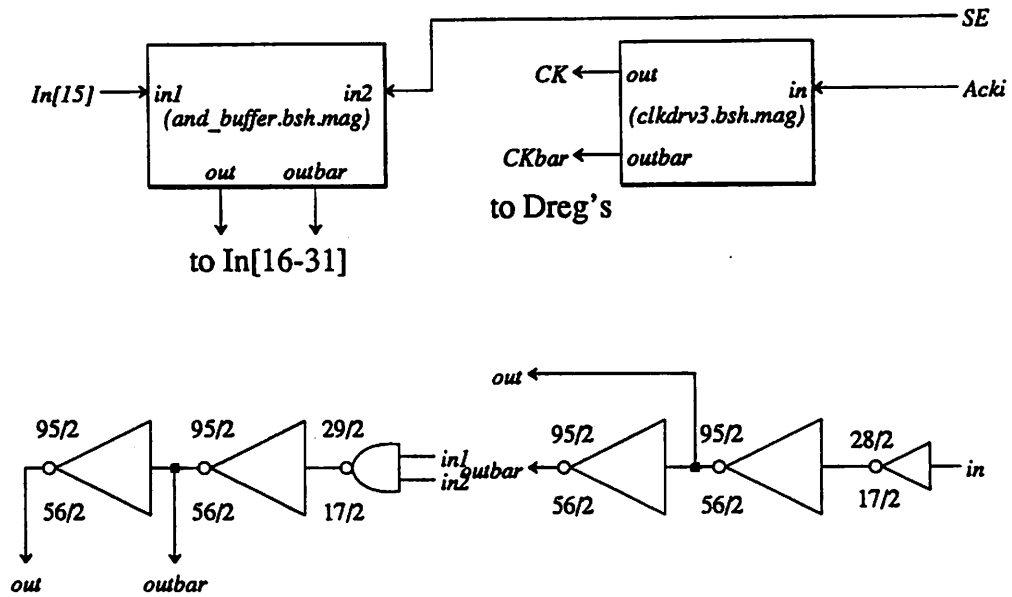 SE
In[15]
in1
in2
(and_buffer.bsh.mag)
out
outbar
to In[16-31]
CK
out
in
Acki
(clkdrv3.bsh.mag)
CKbar
outbar
to Dreg's
out
95/2
95/2
29/2
95/2
95/2
28/2
in1
in2
outbar
in
56/2
56/2
17/2
56/2
56/2
17/2
out
outbar